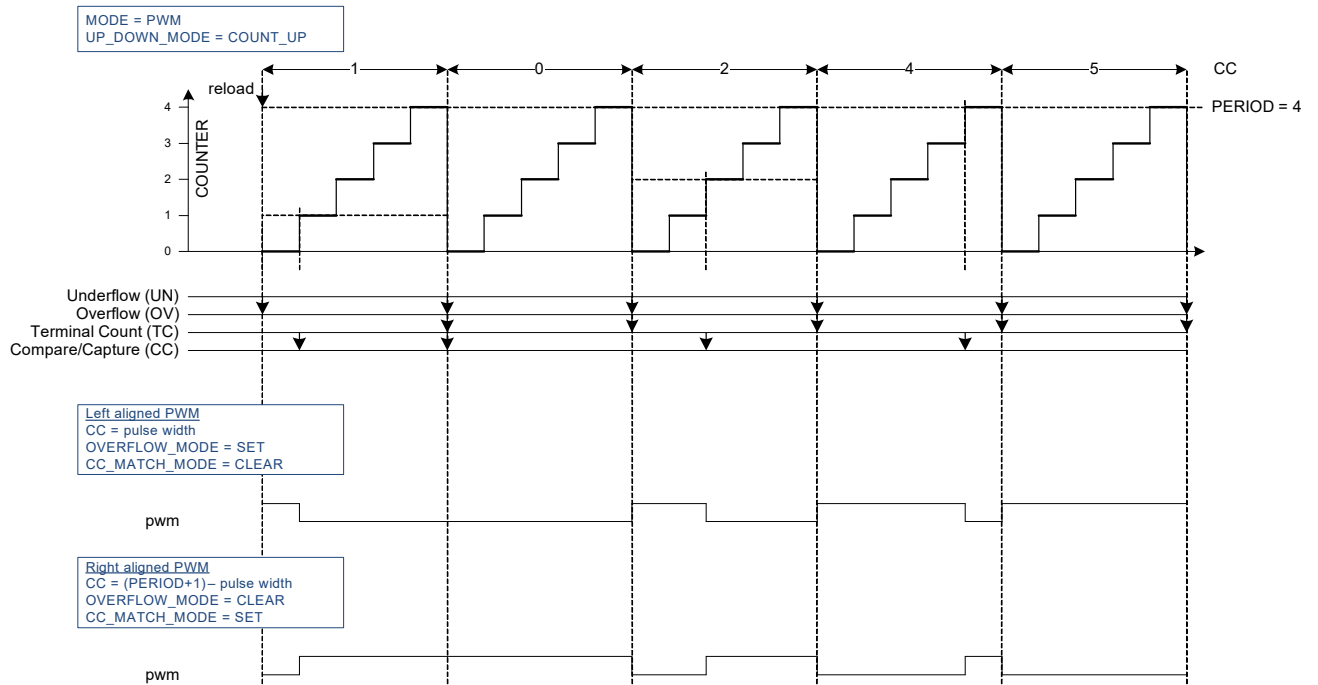 MODE = PWM
UP_DOWN_MODE = COUNT_UP
1
0
2
4
5
CC
reload
PERIOD = 4
COUNTER
4
3
2
1
0
Underflow (UN)
Overflow (OV)
Terminal Count (TC)
Compare/Capture (CC)
Left aligned PWM
CC = pulse width
OVERFLOW_MODE = SET
CC_MATCH_MODE = CLEAR
pwm
Right aligned PWM
CC = (PERIOD+1) – pulse width
OVERFLOW_MODE = CLEAR
CC_MATCH_MODE = SET
pwm